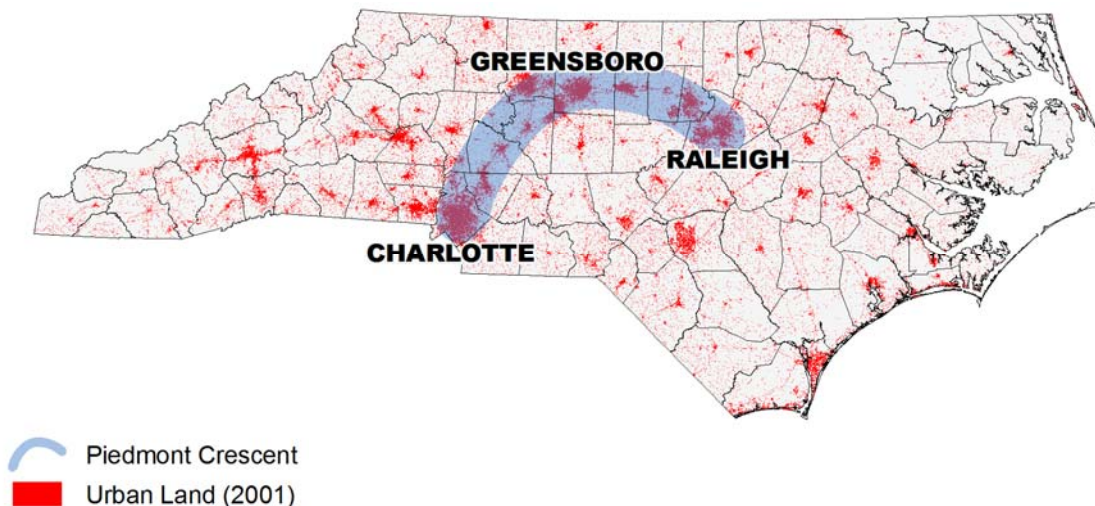 GREENSBORO
RALEIGH
CHARLOTTE
Piedmont Crescent
Urban Land (2001)